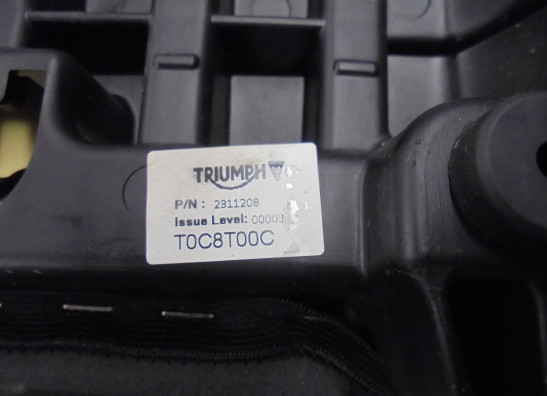 TRIUMPH
P/N : 2311208
Issue Level:
T0C8T00C